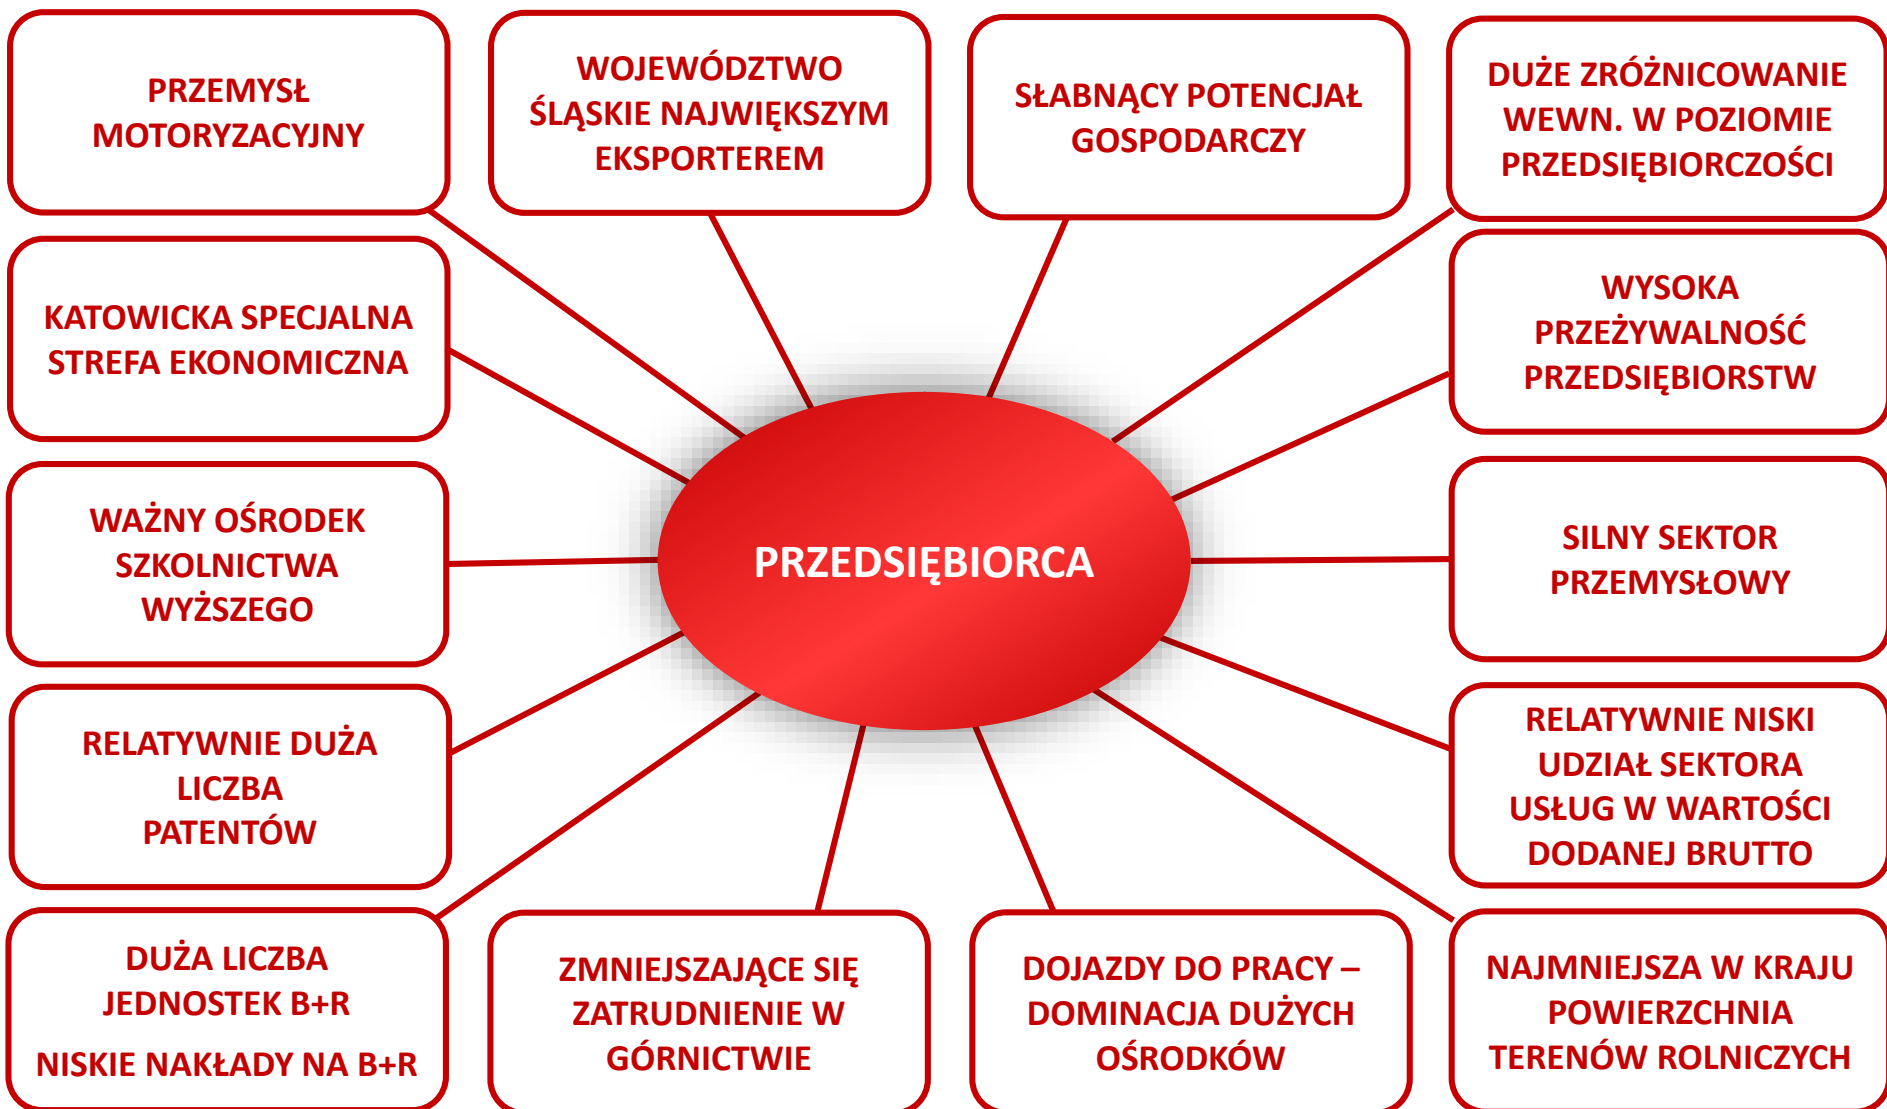 PRZEMYSŁ
MOTORYZACYJNY
WOJEWÓDZTWO
ŚLĄSKIE NAJWIĘKSZYM
EKSPORTEREM
SŁABNĄCY POTENCJAŁ
GOSPODARCZY
DUŻE ZRÓŻNICOWANIE
WEWN. W POZIOMIE
PRZEDSIĘBIORCZOŚCI
KATOWICKA SPECJALNA
STREFA EKONOMICZNA
WYSOKA
PRZEŻYWALNOŚĆ
PRZEDSIĘBIORSTW
WAŻNY OŚRODEK
SZKOLNICTWA
WYŻSZEGO
PRZEDSIĘBIORCA
SILNY SEKTOR
PRZEMYSŁOWY
RELATYWNIE DUŻA
LICZBA
PATENTÓW
RELATYWNIE NISKI
UDZIAŁ SEKTORA
USŁUG W WARTOŚCI
DODANEJ BRUTTO
DUŻA LICZBA
JEDNOSTEK B+R
NISKIE NAKŁADY NA B+R
ZMNIEJSZAJĄCE SIĘ
ZATRUDNIENIE W
GÓRNICTWIE
DOJAZDY DO PRACY –
DOMINACJA DUŻYCH
OŚRODKÓW
NAJMNIEJSZA W KRAJU
POWIERZCHNIA
TERENÓW ROLNICZYCH